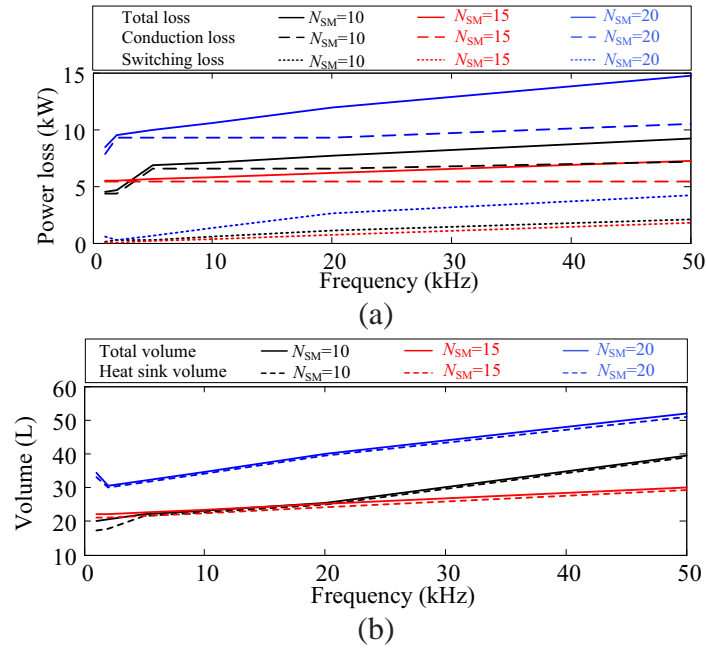 Total loss N_SM=10 N_SM=15 N_SM=20
Conduction loss N_SM=10 N_SM=15 N_SM=20
Switching loss N_SM=10 N_SM=15 N_SM=20
15
10
5
0
Power loss (kW)
0 10 20 30 40 50
Frequency (kHz)
(a)
Total volume N_SM=10 N_SM=15 N_SM=20
Heat sink volume N_SM=10 N_SM=15 N_SM=20
60
50
40
30
20
10
Volume (L)
0 10 20 30 40 50
Frequency (kHz)
(b)